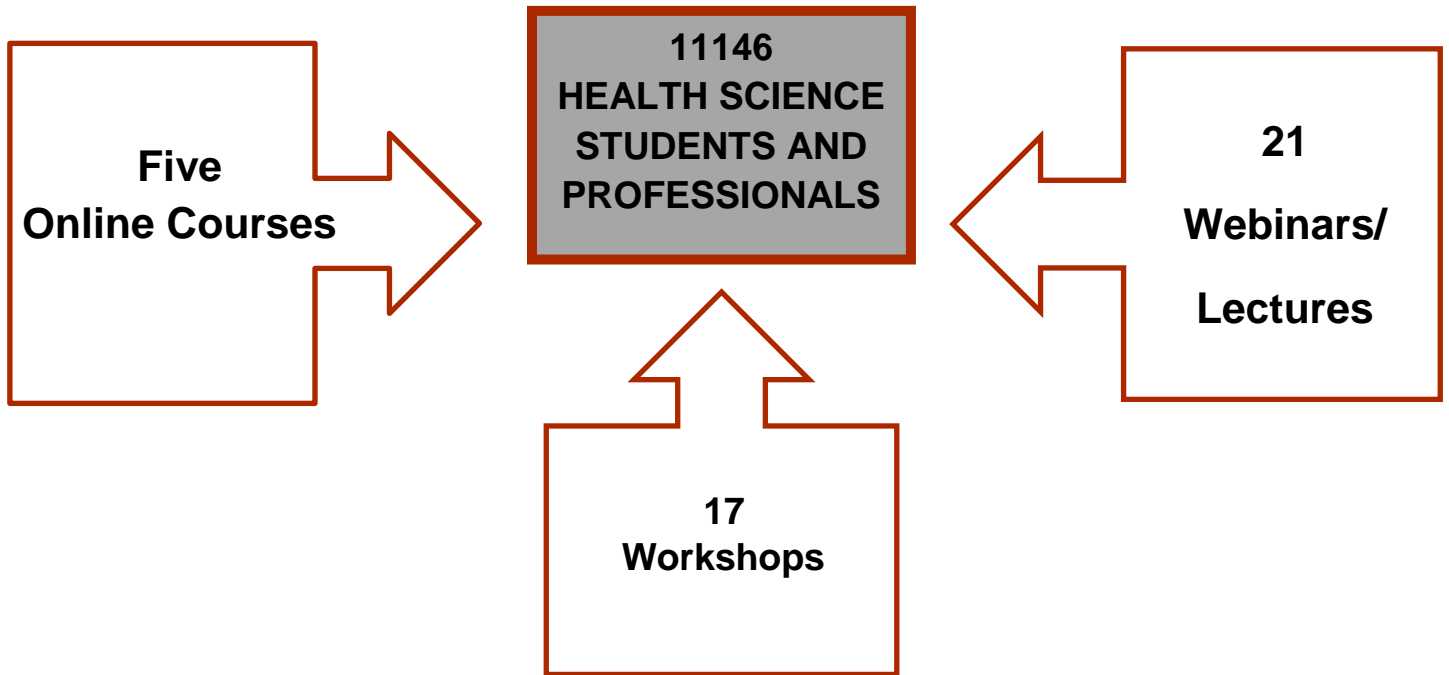 Five
Online Courses
11146
HEALTH SCIENCE
STUDENTS AND
PROFESSIONALS
21
Webinars/
Lectures
17
Workshops